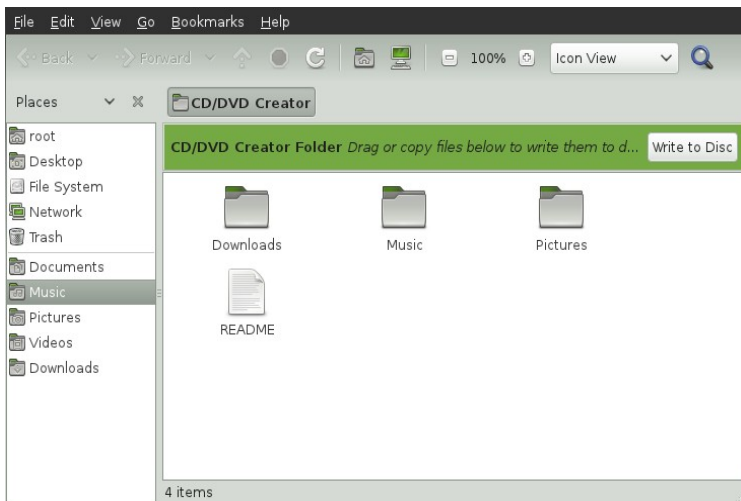 File Edit View Go Bookmarks Help
Back Forward 100% Icon View
Places CD/DVD Creator
root
Desktop
File System
Network
Trash
Documents
Music
Pictures
Videos
Downloads
CD/DVD Creator Folder Drag or copy files below to write them to d... Write to Disc
Downloads Music Pictures
README
4 items